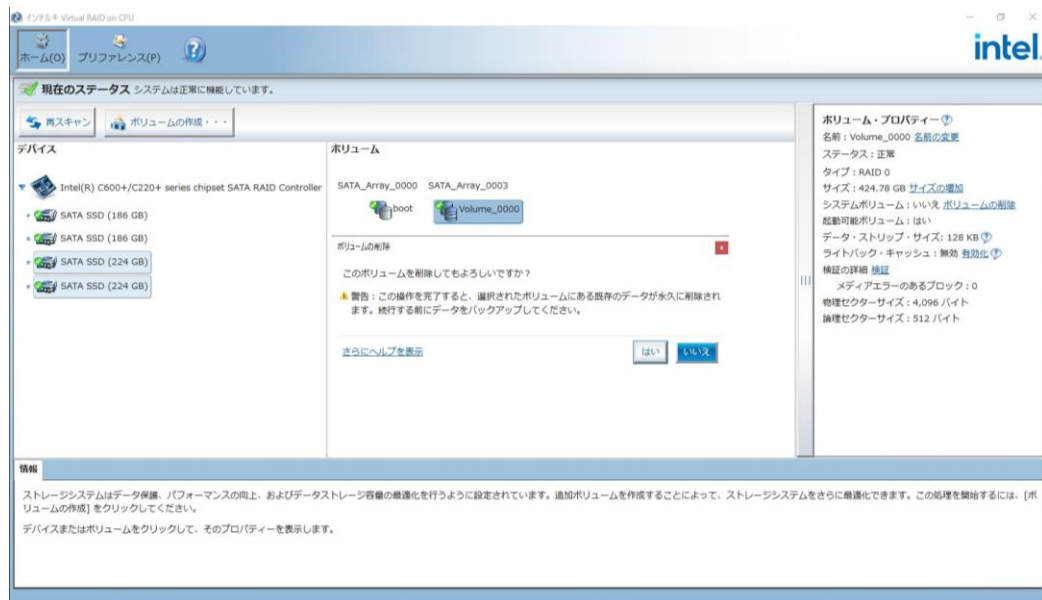 インテル® Virtual RAID on CPU
ホーム(O)
プリファレンス(P)
intel.
現在のステータス システムは正常に機能しています。
再スキャン
ボリュームの作成・・・
デバイス
Intel(R) C600+/C220+ series chipset SATA RAID Controller
SATA SSD (186 GB)
SATA SSD (186 GB)
SATA SSD (224 GB)
SATA SSD (224 GB)
ボリューム
SATA_Array_0000 SATA_Array_0003
boot
Volume_0000
ボリュームの削除
このボリュームを削除してもよろしいですか?
警告:この操作を完了すると、選択されたボリュームにある既存のデータが永久に削除され
ます。続行する前にデータをバックアップしてください。
さらにヘルプを表示
はい
いいえ
ボリューム・プロパティー
名前:Volume_0000 名前の変更
ステータス:正常
タイプ:RAID 0
サイズ:424.78 GB サイズの増加
システムボリューム:いいえ ボリュームの削除
起動可能ボリューム:はい
データ・ストリップ・サイズ: 128 KB
ライトバック・キャッシュ:無効 有効化
検証の詳細 検証
メディアエラーのあるブロック:0
物理セクターサイズ:4,096 バイト
論理セクターサイズ:512 バイト
情報
ストレージシステムはデータ保護、パフォーマンスの向上、およびデータストレージ容量の最適化を行うように設定されています。追加ボリュームを作成することによって、ストレージシステムをさらに最適化できます。この処理を開始するには、[ボ
リュームの作成] をクリックしてください。
デバイスまたはボリュームをクリックして、そのプロパティーを表示します。